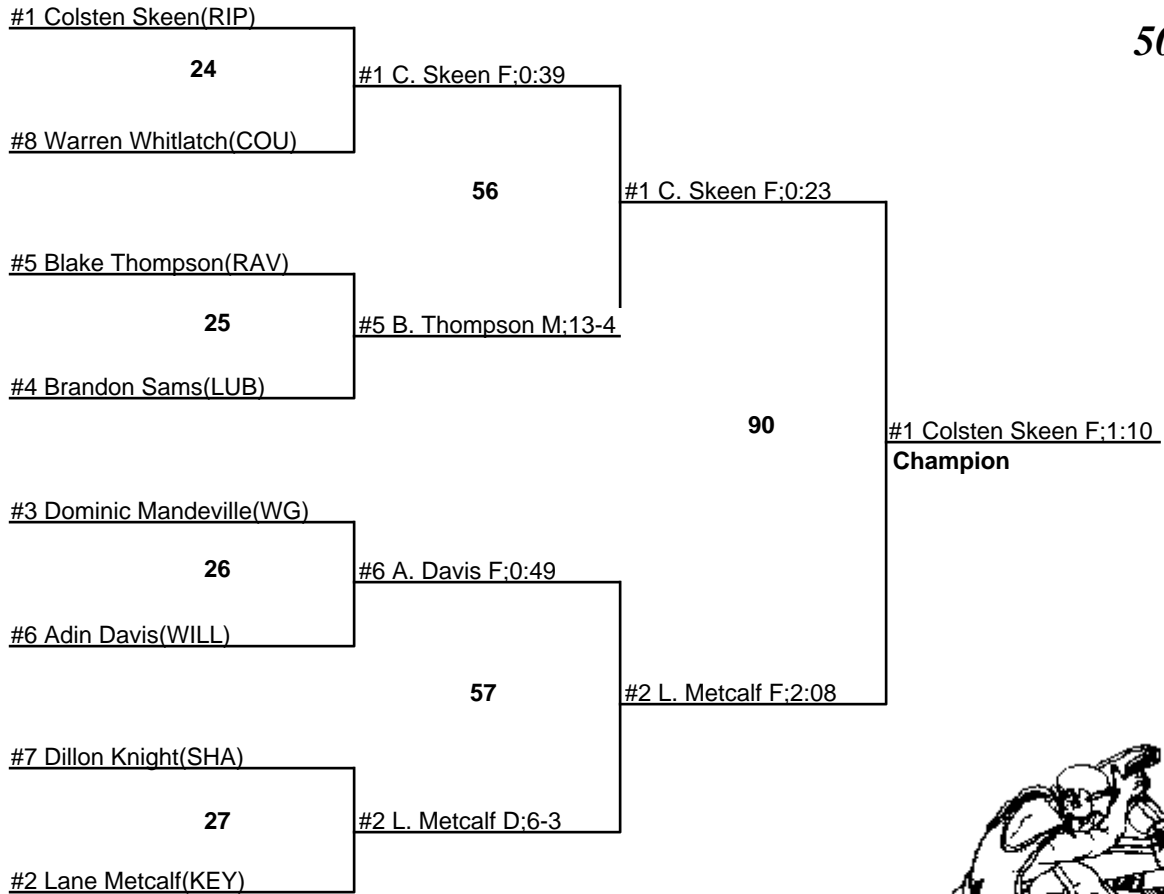 #1 Colsten Skeen(RIP)
50
24
#1 C. Skeen F;0:39
#8 Warren Whitlatch(COU)
56
#1 C. Skeen F;0:23
#5 Blake Thompson(RAV)
25
#5 B. Thompson M;13-4
#4 Brandon Sams(LUB)
90
#1 Colsten Skeen F;1:10
Champion
#3 Dominic Mandeville(WG)
26
#6 A. Davis F;0:49
#6 Adin Davis(WILL)
57
#2 L. Metcalf F;2:08
#7 Dillon Knight(SHA)
27
#2 L. Metcalf D;6-3
#2 Lane Metcalf(KEY)